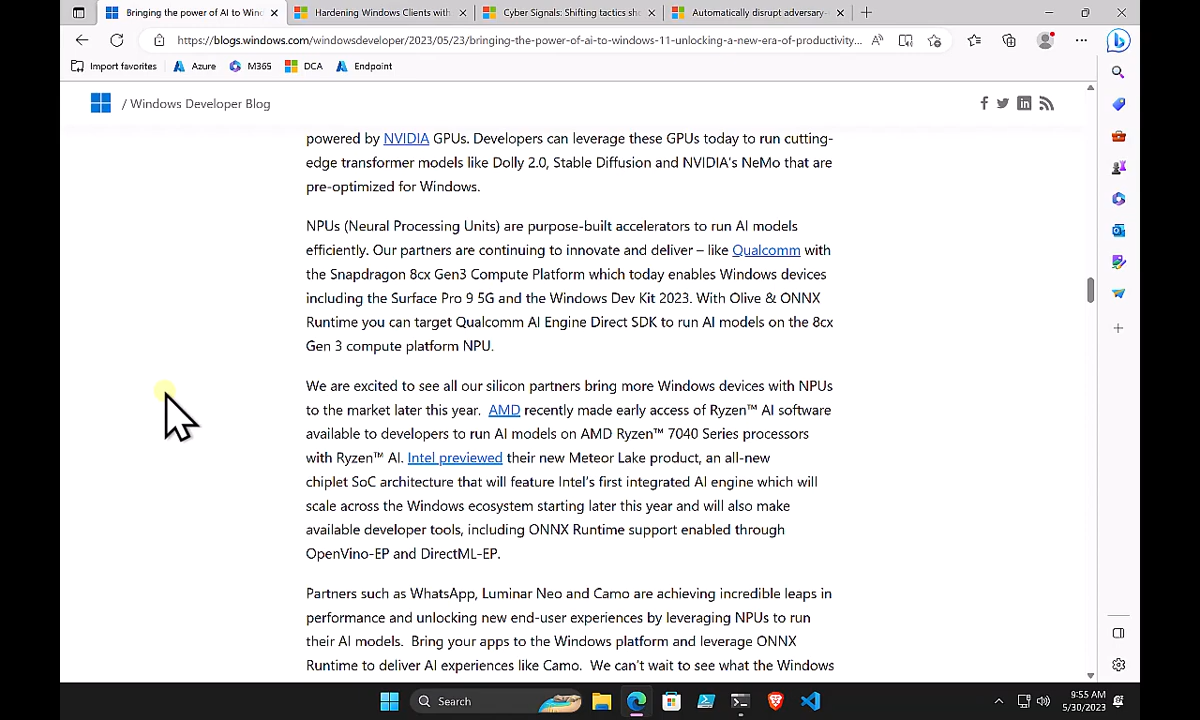 Bringing the power of AI to Wind
Hardening Windows Clients with
Cyber Signals: Shifting tactics sh
Automatically disrupt adversary-
https://blogs.windows.com/windowsdeveloper/2023/05/23/bringing-the-power-of-ai-to-windows-11-unlocking-a-new-era-of-productivity...
Import favorites
Azure
M365
DCA
Endpoint
/ Windows Developer Blog
powered by NVIDIA GPUs. Developers can leverage these GPUs today to run cutting-
edge transformer models like Dolly 2.0, Stable Diffusion and NVIDIA's NeMo that are
pre-optimized for Windows.
NPUs (Neural Processing Units) are purpose-built accelerators to run AI models
efficiently. Our partners are continuing to innovate and deliver – like Qualcomm with
the Snapdragon 8cx Gen3 Compute Platform which today enables Windows devices
including the Surface Pro 9 5G and the Windows Dev Kit 2023. With Olive & ONNX
Runtime you can target Qualcomm AI Engine Direct SDK to run AI models on the 8cx
Gen 3 compute platform NPU.
We are excited to see all our silicon partners bring more Windows devices with NPUs
to the market later this year.  AMD recently made early access of Ryzen™ AI software
available to developers to run AI models on AMD Ryzen™ 7040 Series processors
with Ryzen™ AI. Intel previewed their new Meteor Lake product, an all-new
chiplet SoC architecture that will feature Intel's first integrated AI engine which will
scale across the Windows ecosystem starting later this year and will also make
available developer tools, including ONNX Runtime support enabled through
OpenVino-EP and DirectML-EP.
Partners such as WhatsApp, Luminar Neo and Camo are achieving incredible leaps in
performance and unlocking new end-user experiences by leveraging NPUs to run
their AI models.  Bring your apps to the Windows platform and leverage ONNX
Runtime to deliver AI experiences like Camo.  We can't wait to see what the Windows
Search
9:55 AM
5/30/2023